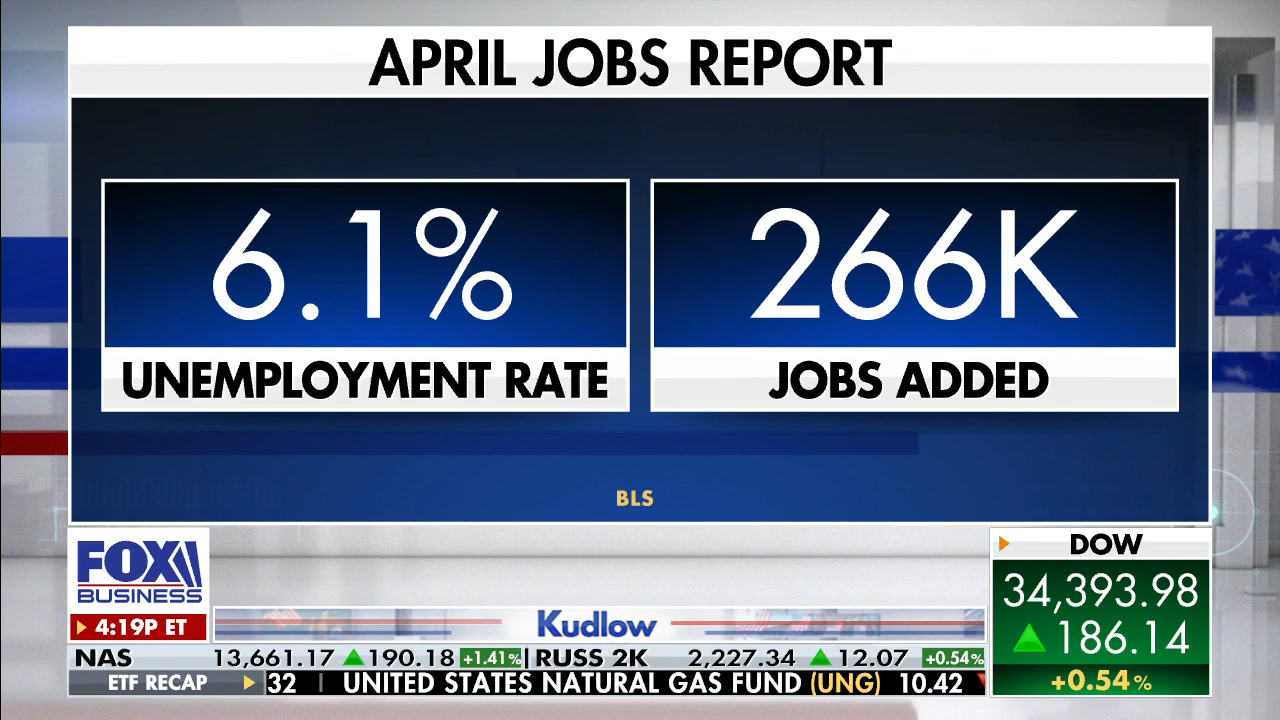 APRIL JOBS REPORT
6.1%
UNEMPLOYMENT RATE
266K
JOBS ADDED
BLS
FOX
BUSINESS
4:19P ET
Kudlow
DOW
34,393.98
186.14
+0.54%
NAS 13,661.17 190.18 +1.41% RUSS 2K 2,227.34 12.07 +0.54%
ETF RECAP 32 UNITED STATES NATURAL GAS FUND (UNG) 10.42